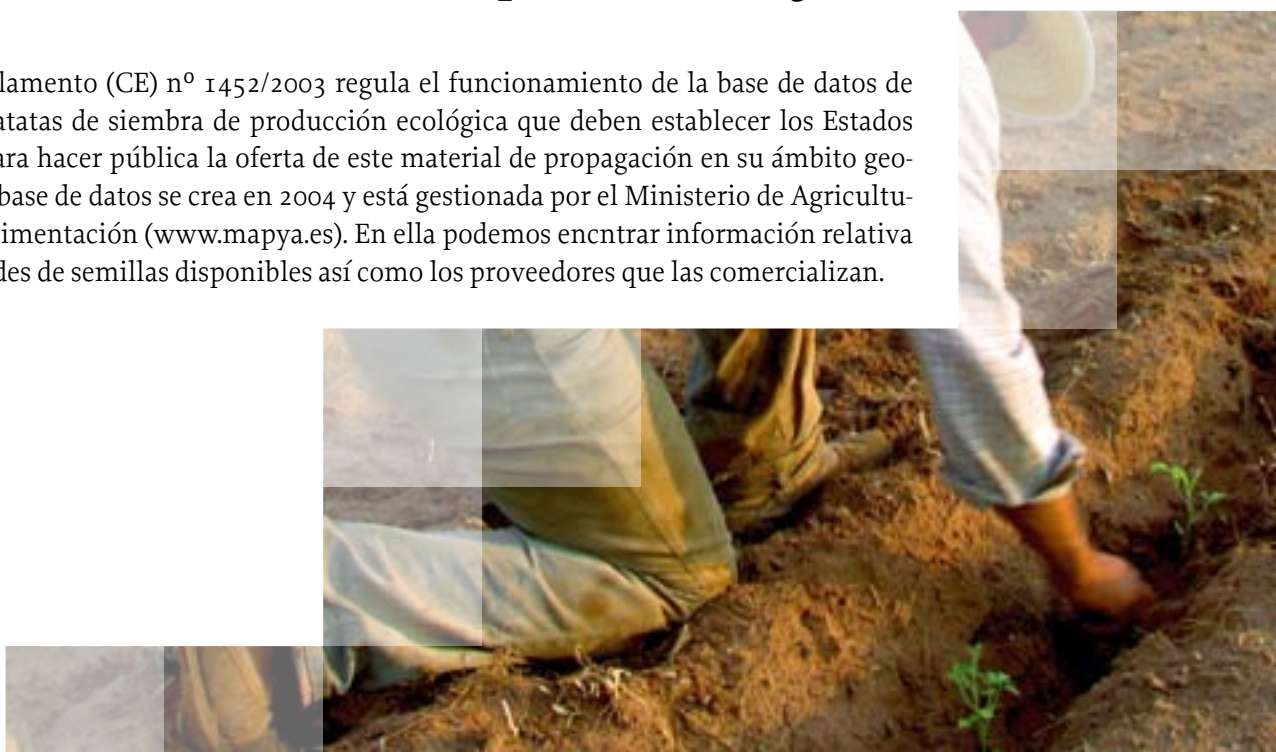 lamento (CE) nº 1452/2003 regula el funcionamiento de la base de datos de
atatas de siembra de producción ecológica que deben establecer los Estados
ara hacer pública la oferta de este material de propagación en su ámbito geo-
base de datos se crea en 2004 y está gestionada por el Ministerio de Agricultu-
imentación (www.mapya.es). En ella podemos encntrar información relativa
des de semillas disponibles así como los proveedores que las comercializan.